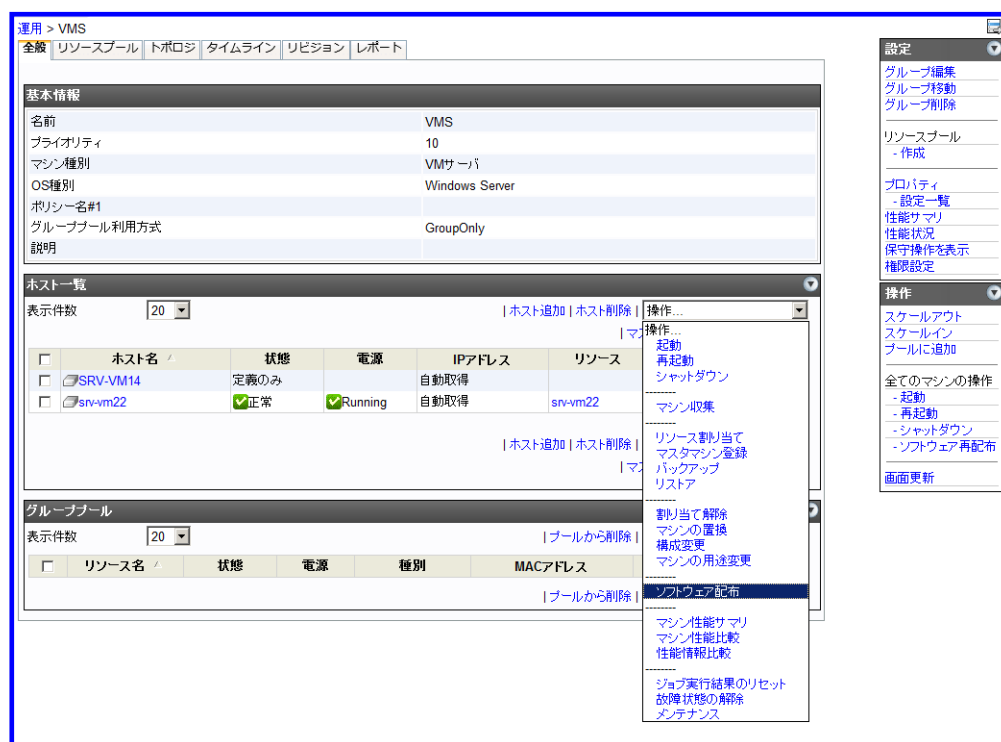 運用 > VMS
全般 リソースプール トポロジ タイムライン リビジョン レポート
基本情報
名前 VMS
プライオリティ 10
マシン種別 VMサーバ
OS種別 Windows Server
ポリシー名#1
グループプール利用方式 GroupOnly
説明
ホスト一覧
表示件数 20 | ホスト追加 | ホスト削除 | 操作...
| マ
ホスト名 状態 電源 IPアドレス リソース
SRV-VM14 定義のみ 自動取得
srv-vm22 正常 Running 自動取得 srv-vm22
| ホスト追加 | ホスト削除 |
| マ
グループプール
表示件数 20 | プールから削除 |
リソース名 状態 電源 種別 MACアドレス
| プールから削除 |
操作...
起動
再起動
シャットダウン
--------
マシン収集
--------
リソース割り当て
マスタマシン登録
バックアップ
リストア
--------
割り当て解除
マシンの置換
構成変更
マシンの用途変更
--------
ソフトウェア配布
--------
マシン性能サマリ
マシン性能比較
性能情報比較
--------
ジョブ実行結果のリセット
故障状態の解除
メンテナンス
設定
グループ編集
グループ移動
グループ削除
リソースプール
- 作成
プロパティ
- 設定一覧
性能サマリ
性能状況
保守操作を表示
権限設定
操作
スケールアウト
スケールイン
プールに追加
全てのマシンの操作
- 起動
- 再起動
- シャットダウン
- ソフトウェア再配布
画面更新